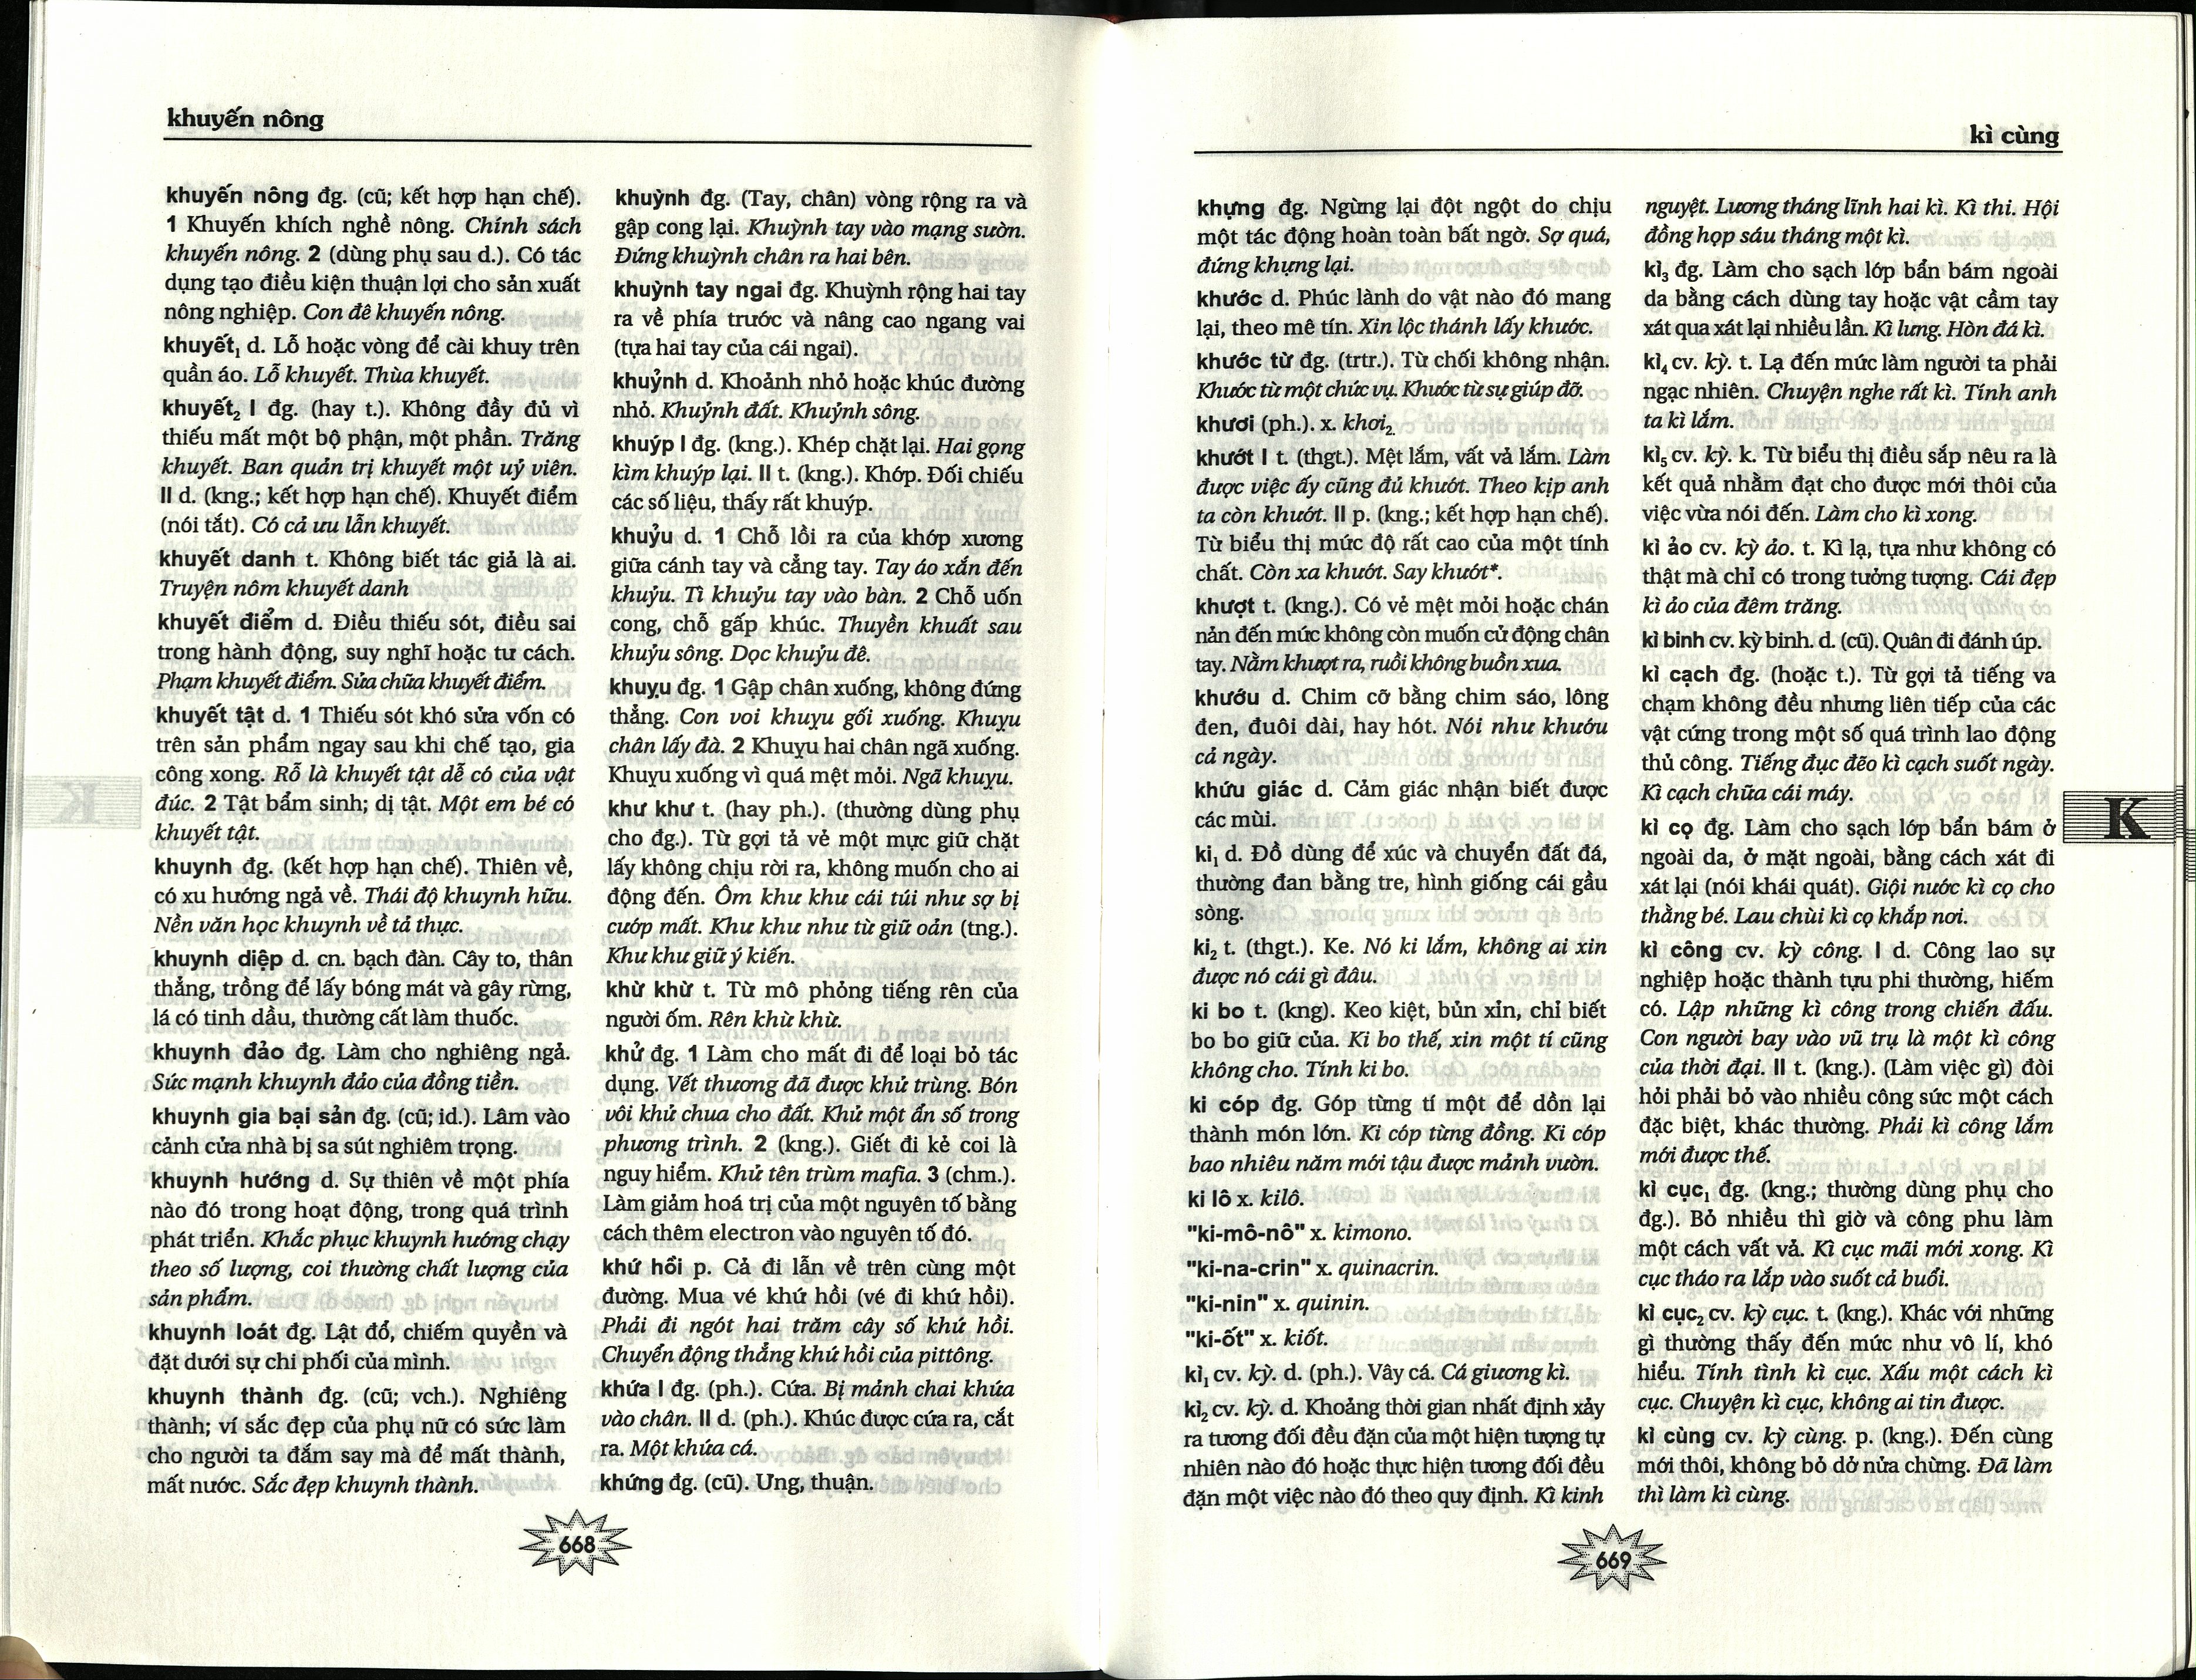 khuyến nông
khuyến nông đg. (cũ; kết hợp hạn chế).
1 Khuyến khích nghề nông. Chính sách
khuyến nông. 2 (dùng phụ sau d.). Có tác
dụng tạo điều kiện thuận lợi cho sản xuất
nông nghiệp. Con đê khuyến nông.
khuyết₁ d. Lỗ hoặc vòng để cài khuy trên
quần áo. Lỗ khuyết. Thùa khuyết.
khuyết₂ I đg. (hay t.). Không đầy đủ vì
thiếu mất một bộ phận, một phần. Trăng
khuyết. Ban quản trị khuyết một uỷ viên.
II d. (kng.; kết hợp hạn chế). Khuyết điểm
(nói tắt). Có cả ưu lẫn khuyết.
khuyết danh t. Không biết tác giả là ai.
Truyện nôm khuyết danh
khuyết điểm d. Điều thiếu sót, điều sai
trong hành động, suy nghĩ hoặc tư cách.
Phạm khuyết điểm. Sửa chữa khuyết điểm.
khuyết tật d. 1 Thiếu sót khó sửa vốn có
trên sản phẩm ngay sau khi chế tạo, gia
công xong. Rỗ là khuyết tật dễ có của vật
đúc. 2 Tật bẩm sinh; dị tật. Một em bé có
khuyết tật.
khuynh đg. (kết hợp hạn chế). Thiên về,
có xu hướng ngả về. Thái độ khuynh hữu.
Nền văn học khuynh về tả thực.
khuynh diệp d. cn. bạch đàn. Cây to, thân
thẳng, trồng để lấy bóng mát và gây rừng,
lá có tinh dầu, thường cất làm thuốc.
khuynh đảo đg. Làm cho nghiêng ngả.
Sức mạnh khuynh đảo của đồng tiền.
khuynh gia bại sản đg. (cũ; id.). Lâm vào
cảnh cửa nhà bị sa sút nghiêm trọng.
khuynh hướng d. Sự thiên về một phía
nào đó trong hoạt động, trong quá trình
phát triển. Khắc phục khuynh hướng chạy
theo số lượng, coi thường chất lượng của
sản phẩm.
khuynh loát đg. Lật đổ, chiếm quyền và
đặt dưới sự chi phối của mình.
khuynh thành đg. (cũ; vch.). Nghiêng
thành; ví sắc đẹp của phụ nữ có sức làm
cho người ta đắm say mà để mất thành,
mất nước. Sắc đẹp khuynh thành.
khuỳnh đg. (Tay, chân) vòng rộng ra và
gập cong lại. Khuỳnh tay vào mạng sườn.
Đứng khuỳnh chân ra hai bên.
khuỳnh tay ngai đg. Khuỳnh rộng hai tay
ra về phía trước và nâng cao ngang vai
(tựa hai tay của cái ngai).
khuỷnh d. Khoảnh nhỏ hoặc khúc đường
nhỏ. Khuỷnh đất. Khuỷnh sông.
khuýp I đg. (kng.). Khép chặt lại. Hai gọng
kìm khuýp lại. II t. (kng.). Khớp. Đối chiếu
các số liệu, thấy rất khuýp.
khuỷu d. 1 Chỗ lồi ra của khớp xương
giữa cánh tay và cẳng tay. Tay áo xắn đến
khuỷu. Tì khuỷu tay vào bàn. 2 Chỗ uốn
cong, chỗ gấp khúc. Thuyền khuất sau
khuỷu sông. Dọc khuỷu đê.
khuỵu đg. 1 Gập chân xuống, không đứng
thẳng. Con voi khuỵu gối xuống. Khuỵu
chân lấy đà. 2 Khuỵu hai chân ngã xuống.
Khuỵu xuống vì quá mệt mỏi. Ngã khuỵu.
khư khư t. (hay ph.). (thường dùng phụ
cho đg.). Từ gợi tả vẻ một mực giữ chặt
lấy không chịu rời ra, không muốn cho ai
động đến. Ôm khư khư cái túi như sợ bị
cướp mất. Khư khư như từ giữ oản (tng.).
Khư khư giữ ý kiến.
khừ khừ t. Từ mô phỏng tiếng rên của
người ốm. Rên khừ khừ.
khử đg. 1 Làm cho mất đi để loại bỏ tác
dụng. Vết thương đã được khử trùng. Bón
vôi khử chua cho đất. Khử một ẩn số trong
phương trình. 2 (kng.). Giết đi kẻ coi là
nguy hiểm. Khử tên trùm mafia. 3 (chm.).
Làm giảm hoá trị của một nguyên tố bằng
cách thêm electron vào nguyên tố đó.
khứ hồi p. Cả đi lẫn về trên cùng một
đường. Mua vé khứ hồi (vé đi khứ hồi).
Phải đi ngót hai trăm cây số khứ hồi.
Chuyển động thẳng khứ hồi của pittông.
khứa I đg. (ph.). Cứa. Bị mảnh chai khứa
vào chân. II d. (ph.). Khúc được cứa ra, cắt
ra. Một khứa cá.
khứng đg. (cũ). Ưng, thuận.
668
kì cùng
khựng đg. Ngừng lại đột ngột do chịu
một tác động hoàn toàn bất ngờ. Sợ quá,
đứng khựng lại.
khước d. Phúc lành do vật nào đó mang
lại, theo mê tín. Xin lộc thánh lấy khước.
khước từ đg. (trtr.). Từ chối không nhận.
Khước từ một chức vụ. Khước từ sự giúp đỡ.
khươi (ph.). x. khơi₂.
khướt I t. (thgt.). Mệt lắm, vất vả lắm. Làm
được việc ấy cũng đủ khướt. Theo kịp anh
ta còn khướt. II p. (kng.; kết hợp hạn chế).
Từ biểu thị mức độ rất cao của một tính
chất. Còn xa khướt. Say khướt*.
khượt t. (kng.). Có vẻ mệt mỏi hoặc chán
nản đến mức không còn muốn cử động chân
tay. Nằm khượt ra, ruồi không buồn xua.
khướu d. Chim cỡ bằng chim sáo, lông
đen, đuôi dài, hay hót. Nói như khướu
cả ngày.
khứu giác d. Cảm giác nhận biết được
các mùi.
ki₁ d. Đồ dùng để xúc và chuyển đất đá,
thường đan bằng tre, hình giống cái gầu
sòng.
ki₂ t. (thgt.). Ke. Nó ki lắm, không ai xin
được nó cái gì đâu.
ki bo t. (kng). Keo kiệt, bủn xỉn, chỉ biết
bo bo giữ của. Ki bo thế, xin một tí cũng
không cho. Tính ki bo.
ki cóp đg. Góp từng tí một để dồn lại
thành món lớn. Ki cóp từng đồng. Ki cóp
bao nhiêu năm mới tậu được mảnh vườn.
ki lô x. kilô.
"ki-mô-nô" x. kimono.
"ki-na-crin" x. quinacrin.
"ki-nin" x. quinin.
"ki-ốt" x. kiốt.
kì₁ cv. kỳ. d. (ph.). Vây cá. Cá giương kì.
kì₂ cv. kỳ. d. Khoảng thời gian nhất định xảy
ra tương đối đều đặn của một hiện tượng tự
nhiên nào đó hoặc thực hiện tương đối đều
đặn một việc nào đó theo quy định. Kì kinh
nguyệt. Lương tháng lĩnh hai kì. Kì thi. Hội
đồng họp sáu tháng một kì.
kì₃ đg. Làm cho sạch lớp bẩn bám ngoài
da bằng cách dùng tay hoặc vật cầm tay
xát qua xát lại nhiều lần. Kì lưng. Hòn đá kì.
kì₄ cv. kỳ. t. Lạ đến mức làm người ta phải
ngạc nhiên. Chuyện nghe rất kì. Tính anh
ta kì lắm.
kì₅ cv. kỳ. k. Từ biểu thị điều sắp nêu ra là
kết quả nhằm đạt cho được mới thôi của
việc vừa nói đến. Làm cho kì xong.
kì ảo cv. kỳ ảo. t. Kì lạ, tựa như không có
thật mà chỉ có trong tưởng tượng. Cái đẹp
kì ảo của đêm trăng.
kì binh cv. kỳ binh. d. (cũ). Quân đi đánh úp.
kì cạch đg. (hoặc t.). Từ gợi tả tiếng va
chạm không đều nhưng liên tiếp của các
vật cứng trong một số quá trình lao động
thủ công. Tiếng đục đẽo kì cạch suốt ngày.
Kì cạch chữa cái máy.
kì cọ đg. Làm cho sạch lớp bẩn bám ở
ngoài da, ở mặt ngoài, bằng cách xát đi
xát lại (nói khái quát). Giội nước kì cọ cho
thằng bé. Lau chùi kì cọ khắp nơi.
kì công cv. kỳ công. I d. Công lao sự
nghiệp hoặc thành tựu phi thường, hiếm
có. Lập những kì công trong chiến đấu.
Con người bay vào vũ trụ là một kì công
của thời đại. II t. (kng.). (Làm việc gì) đòi
hỏi phải bỏ vào nhiều công sức một cách
đặc biệt, khác thường. Phải kì công lắm
mới được thế.
kì cục₁ đg. (kng.; thường dùng phụ cho
đg.). Bỏ nhiều thì giờ và công phu làm
một cách vất vả. Kì cục mãi mới xong. Kì
cục tháo ra lắp vào suốt cả buổi.
kì cục₂ cv. kỳ cục. t. (kng.). Khác với những
gì thường thấy đến mức như vô lí, khó
hiểu. Tính tình kì cục. Xấu một cách kì
cục. Chuyện kì cục, không ai tin được.
kì cùng cv. kỳ cùng. p. (kng.). Đến cùng
mới thôi, không bỏ dở nửa chừng. Đã làm
thì làm kì cùng.
K
669